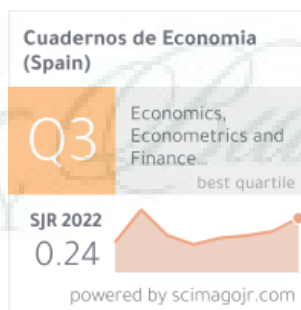 Cuadernos de Economia
(Spain)
Q3
Economics,
Econometrics and
Finance...
best quartile
SJR 2022
0.24
powered by scimagojr.com